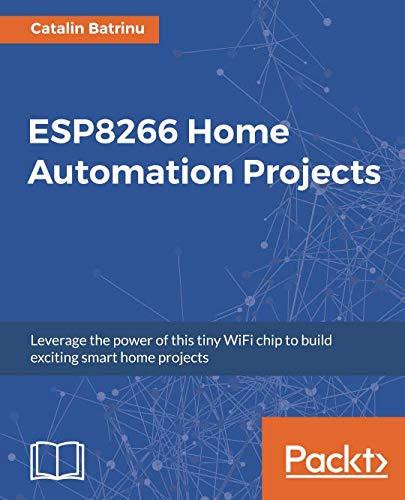 Catalin Batrinu
ESP8266 Home
Automation Projects
Leverage the power of this tiny WiFi chip to build
exciting smart home projects
Packt>